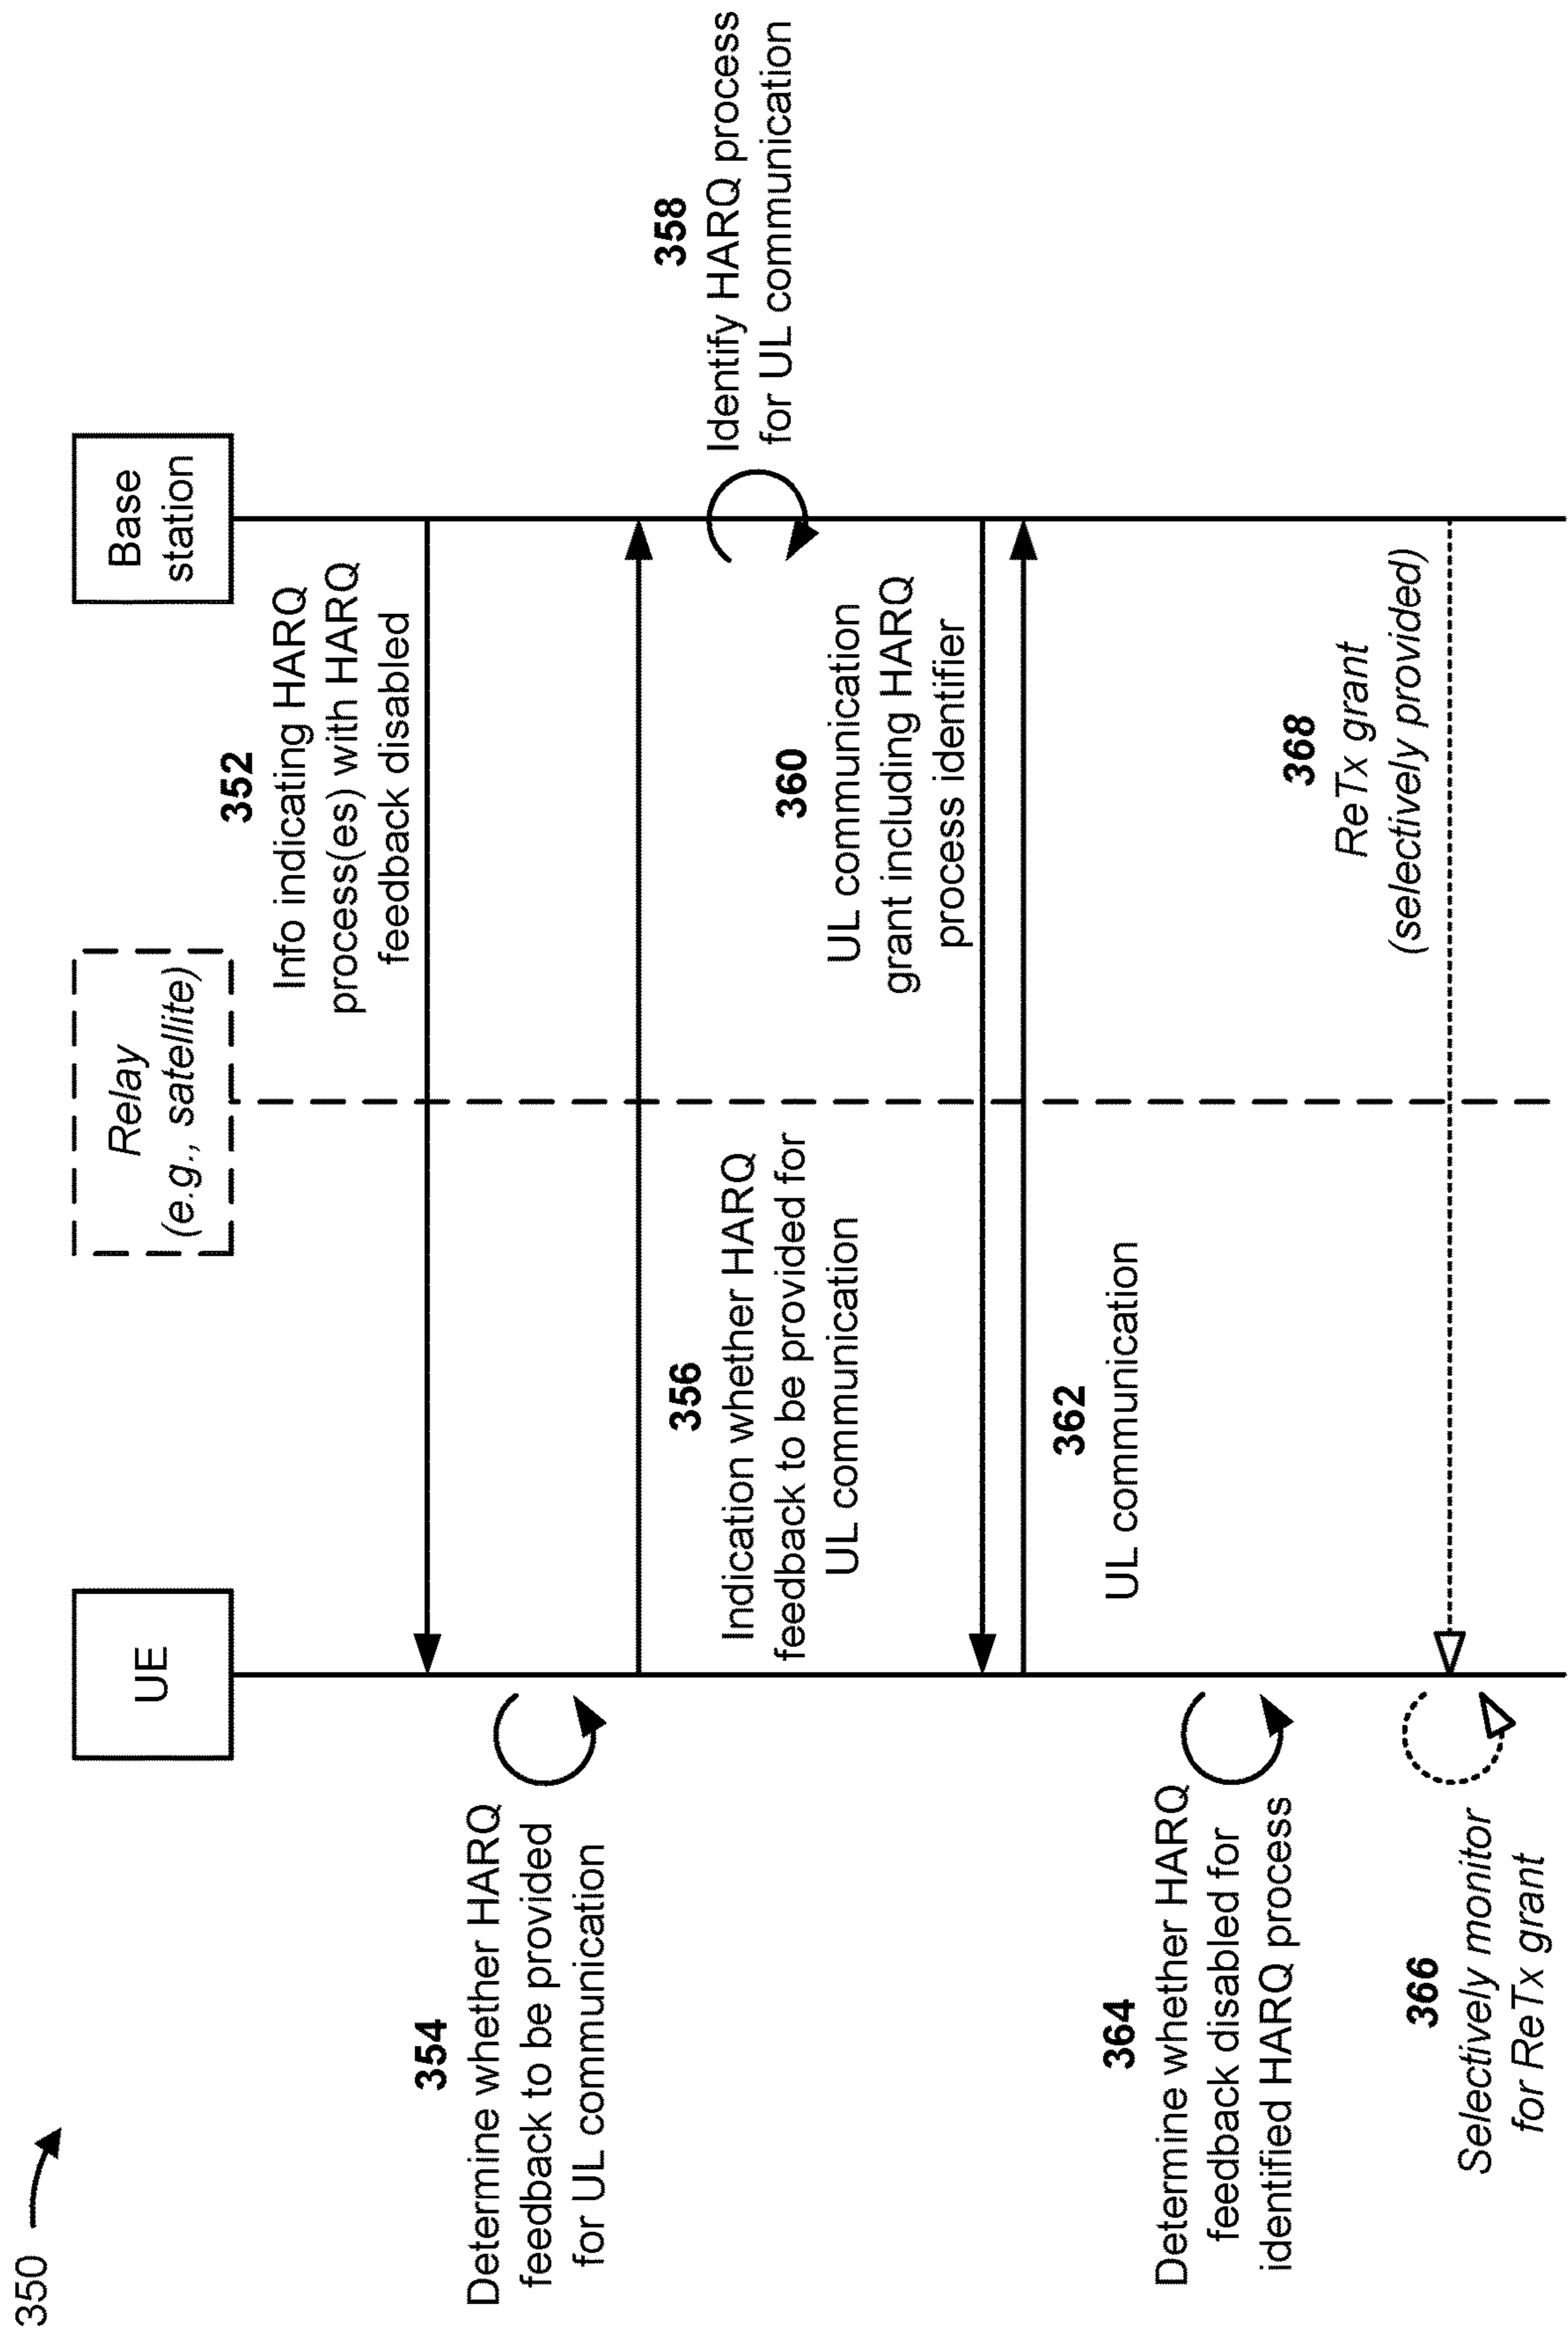 350
UE
Relay
(e.g., satellite)
Base
station
352
Info indicating HARQ
process(es) with HARQ
feedback disabled
354
Determine whether HARQ
feedback to be provided
for UL communication
356
Indication whether HARQ
feedback to be provided for
UL communication
358
Identify HARQ process
for UL communication
360
UL communication
grant including HARQ
process identifier
362
UL communication
364
Determine whether HARQ
feedback disabled for
identified HARQ process
366
Selectively monitor
for ReTx grant
368
ReTx grant
(selectively provided)